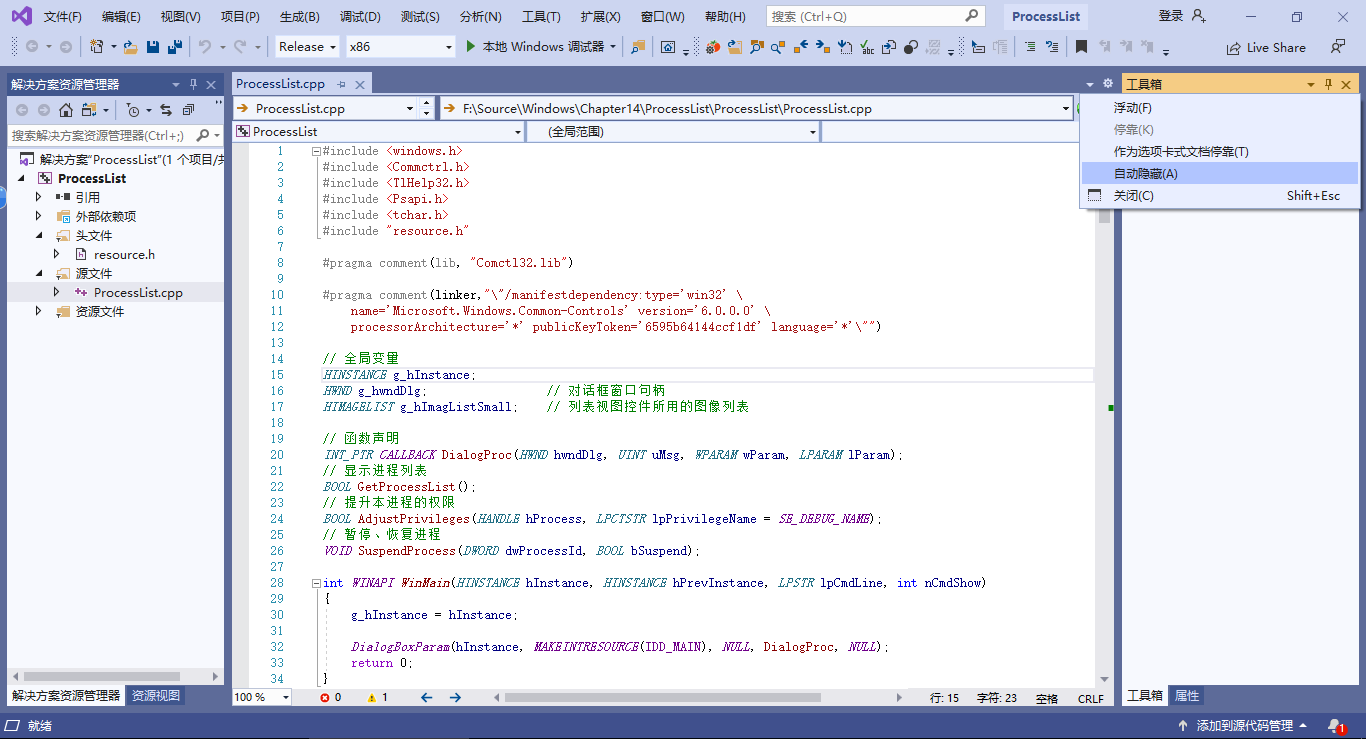 文件(F) 编辑(E) 视图(V) 项目(P) 生成(B) 调试(D) 测试(S) 分析(N) 工具(T) 扩展(X) 窗口(W) 帮助(H) 搜索 (Ctrl+Q) ProcessList 登录
Release x86 本地 Windows 调试器 Live Share
解决方案资源管理器
搜索解决方案资源管理器(Ctrl+;)
解决方案"ProcessList"(1 个项目/共
ProcessList
引用
外部依赖项
头文件
resource.h
源文件
ProcessList.cpp
资源文件
解决方案资源管理器 资源视图
ProcessList.cpp
ProcessList.cpp F:\Source\Windows\Chapter14\ProcessList\ProcessList\ProcessList.cpp
ProcessList (全局范围)
1 #include <windows.h>
2 #include <Commctrl.h>
3 #include <TlHelp32.h>
4 #include <Psapi.h>
5 #include <tchar.h>
6 #include "resource.h"
7
8 #pragma comment(lib, "Comctl32.lib")
9
10 #pragma comment(linker,"\"/manifestdependency:type='win32' \
11 name='Microsoft.Windows.Common-Controls' version='6.0.0.0' \
12 processorArchitecture='*' publicKeyToken='6595b64144ccf1df' language='*'\"")
13
14 // 全局变量
15 HINSTANCE g_hInstance;
16 HWND g_hwndDlg; // 对话框窗口句柄
17 HIMAGELIST g_hImagListSmall; // 列表视图控件所用的图像列表
18
19 // 函数声明
20 INT_PTR CALLBACK DialogProc(HWND hwndDlg, UINT uMsg, WPARAM wParam, LPARAM lParam);
21 // 显示进程列表
22 BOOL GetProcessList();
23 // 提升本进程的权限
24 BOOL AdjustPrivileges(HANDLE hProcess, LPCTSTR lpPrivilegeName = SE_DEBUG_NAME);
25 // 暂停、恢复进程
26 VOID SuspendProcess(DWORD dwProcessId, BOOL bSuspend);
27
28 int WINAPI WinMain(HINSTANCE hInstance, HINSTANCE hPrevInstance, LPSTR lpCmdLine, int nCmdShow)
29 {
30 g_hInstance = hInstance;
31
32 DialogBoxParam(hInstance, MAKEINTRESOURCE(IDD_MAIN), NULL, DialogProc, NULL);
33 return 0;
34 }
100 % 0 1 行: 15 字符: 23 空格 CRLF
工具箱
浮动(F)
停靠(K)
作为选项卡式文档停靠(T)
自动隐藏(A)
关闭(C) Shift+Esc
工具箱 属性
就绪 添加到源代码管理 1